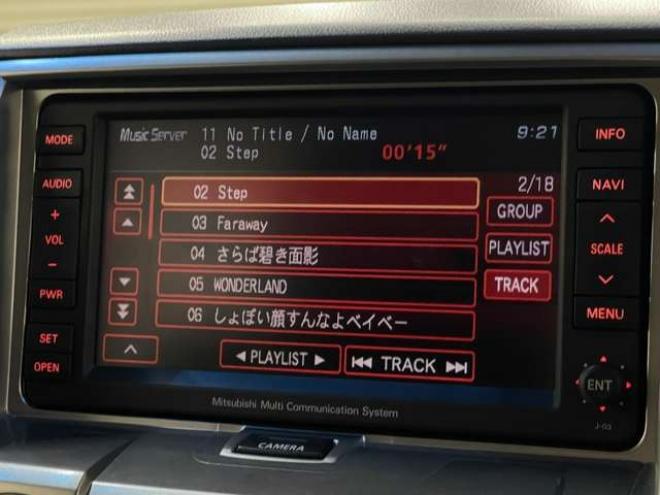 MODE
Music Server 11 No Title / No Name 9:21
02 Step 00'15"
INFO
AUDIO
+
VOL
-
PWR
SET
OPEN
02 Step
03 Faraway
04 さらば碧き面影
05 WONDERLAND
06 しょぼい顔すんなよベイベー
2/18
GROUP
PLAYLIST
TRACK
PLAYLIST
TRACK
NAVI
SCALE
MENU
ENT
J-03
Mitsubishi Multi Communication System
CAMERA